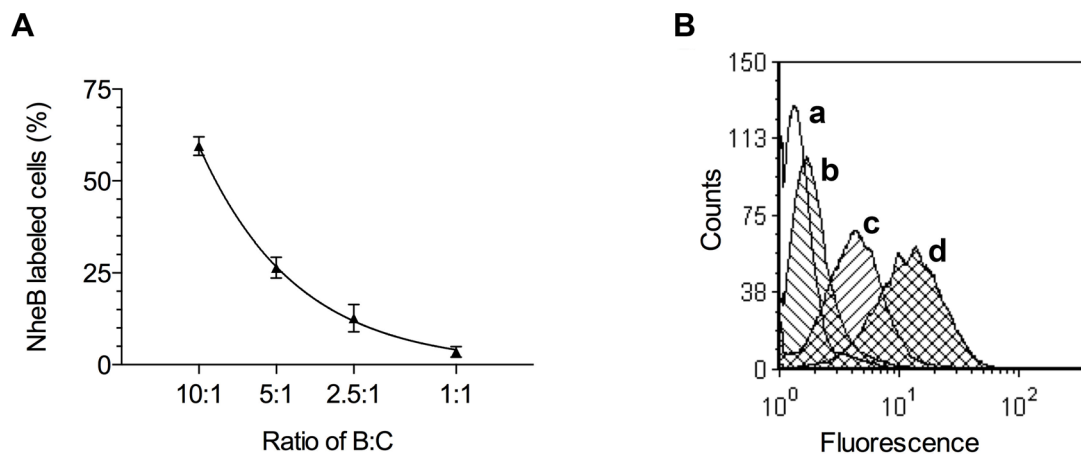 A
NheB labeled cells (%)
75
50
25
0
10:1 5:1 2.5:1 1:1
Ratio of B:C
B
Counts
150
113
75
38
0
a
b
c
d
10⁰ 10¹ 10²
Fluorescence